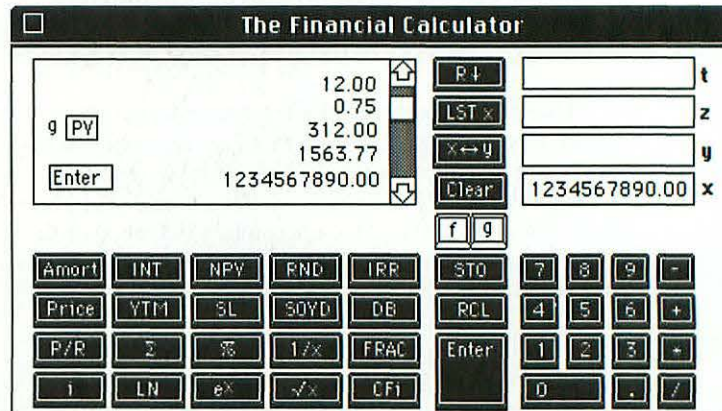 The Financial Calculator
12.00
0.75
g PV 312.00
1563.77
Enter 1234567890.00
R↓ t
LST x z
x↔y y
Clear 1234567890.00 x
f g
Amort INT NPV RND IRR STO 7 8 9 -
Price YTM SL SOYD DB RCL 4 5 6 +
P/R Σ % 1/x FRAC Enter 1 2 3 *
i LN eX √x CFi 0 . /